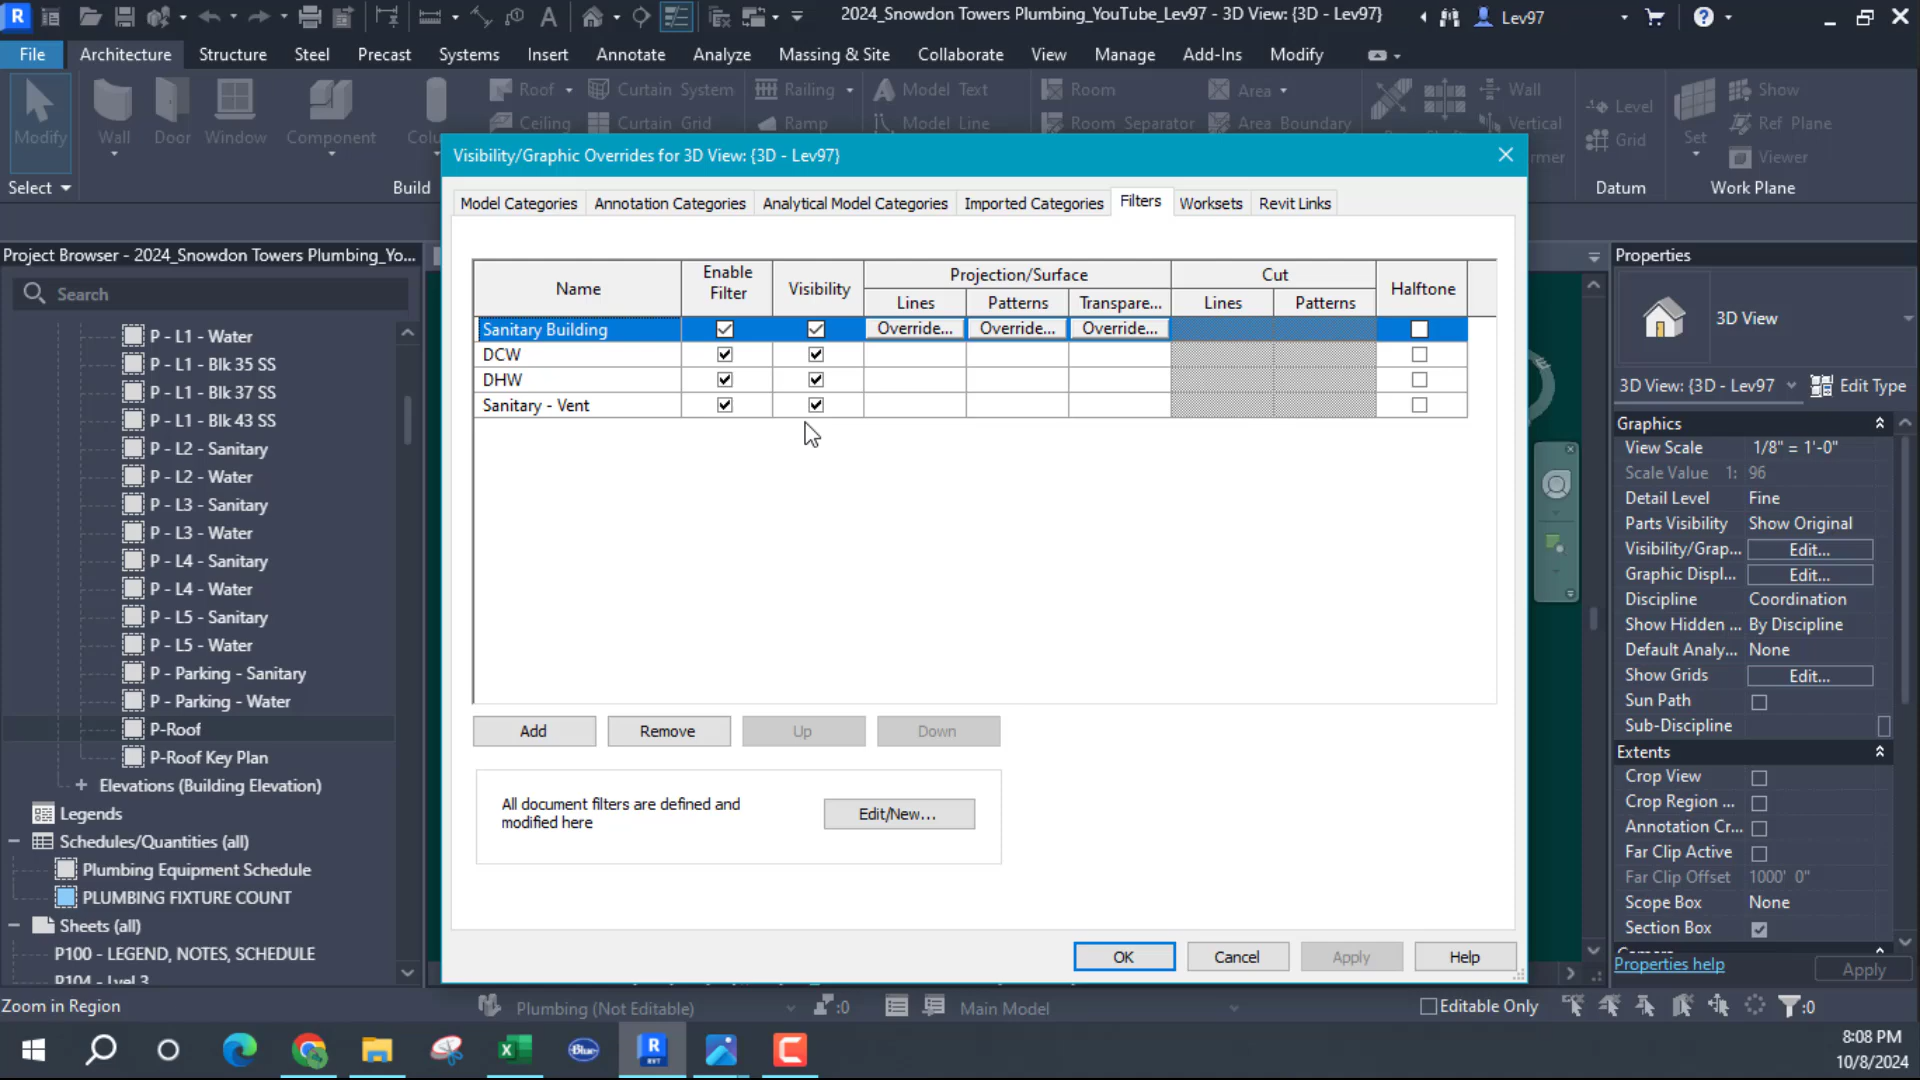 R
2024_Snowdon Towers Plumbing_YouTube_Lev97 - 3D View: {3D - Lev97}
Lev97
File Architecture Structure Steel Precast Systems Insert Annotate Analyze Massing & Site Collaborate View Manage Add-Ins Modify
Modify
Wall
Door
Window
Component
Colu
Roof
Ceiling
Curtain System
Curtain Grid
Railing
Ramp
Model Text
Model Line
Room
Room Separator
Area
Area Boundary
Wall
Vertical
rmer
Level
Grid
Set
Show
Ref Plane
Viewer
Select
Build
Datum
Work Plane
Project Browser - 2024_Snowdon Towers Plumbing_Yo...
Search
P - L1 - Water
P - L1 - Blk 35 SS
P - L1 - Blk 37 SS
P - L1 - Blk 43 SS
P - L2 - Sanitary
P - L2 - Water
P - L3 - Sanitary
P - L3 - Water
P - L4 - Sanitary
P - L4 - Water
P - L5 - Sanitary
P - L5 - Water
P - Parking - Sanitary
P - Parking - Water
P-Roof
P-Roof Key Plan
Elevations (Building Elevation)
Legends
Schedules/Quantities (all)
Plumbing Equipment Schedule
PLUMBING FIXTURE COUNT
Sheets (all)
P100 - LEGEND, NOTES, SCHEDULE
P104 - Lvel 3
Visibility/Graphic Overrides for 3D View: {3D - Lev97}
Model Categories Annotation Categories Analytical Model Categories Imported Categories Filters Worksets Revit Links
Name Enable Filter Visibility Projection/Surface Cut Halftone
Lines Patterns Transpare... Lines Patterns
Sanitary Building Override... Override... Override...
DCW
DHW
Sanitary - Vent
Add Remove Up Down
All document filters are defined and
modified here
Edit/New...
OK Cancel Apply Help
Properties
3D View
3D View: {3D - Lev97 Edit Type
Graphics
View Scale 1/8" = 1'-0"
Scale Value 1: 96
Detail Level Fine
Parts Visibility Show Original
Visibility/Grap... Edit...
Graphic Displ... Edit...
Discipline Coordination
Show Hidden ... By Discipline
Default Analy... None
Show Grids Edit...
Sun Path
Sub-Discipline
Extents
Crop View
Crop Region ...
Annotation Cr...
Far Clip Active
Far Clip Offset 1000' 0"
Scope Box None
Section Box
Properties help Apply
Zoom in Region
Plumbing (Not Editable)
:0
Main Model
Editable Only
:0
Blue
R
RVT
8:08 PM
10/8/2024